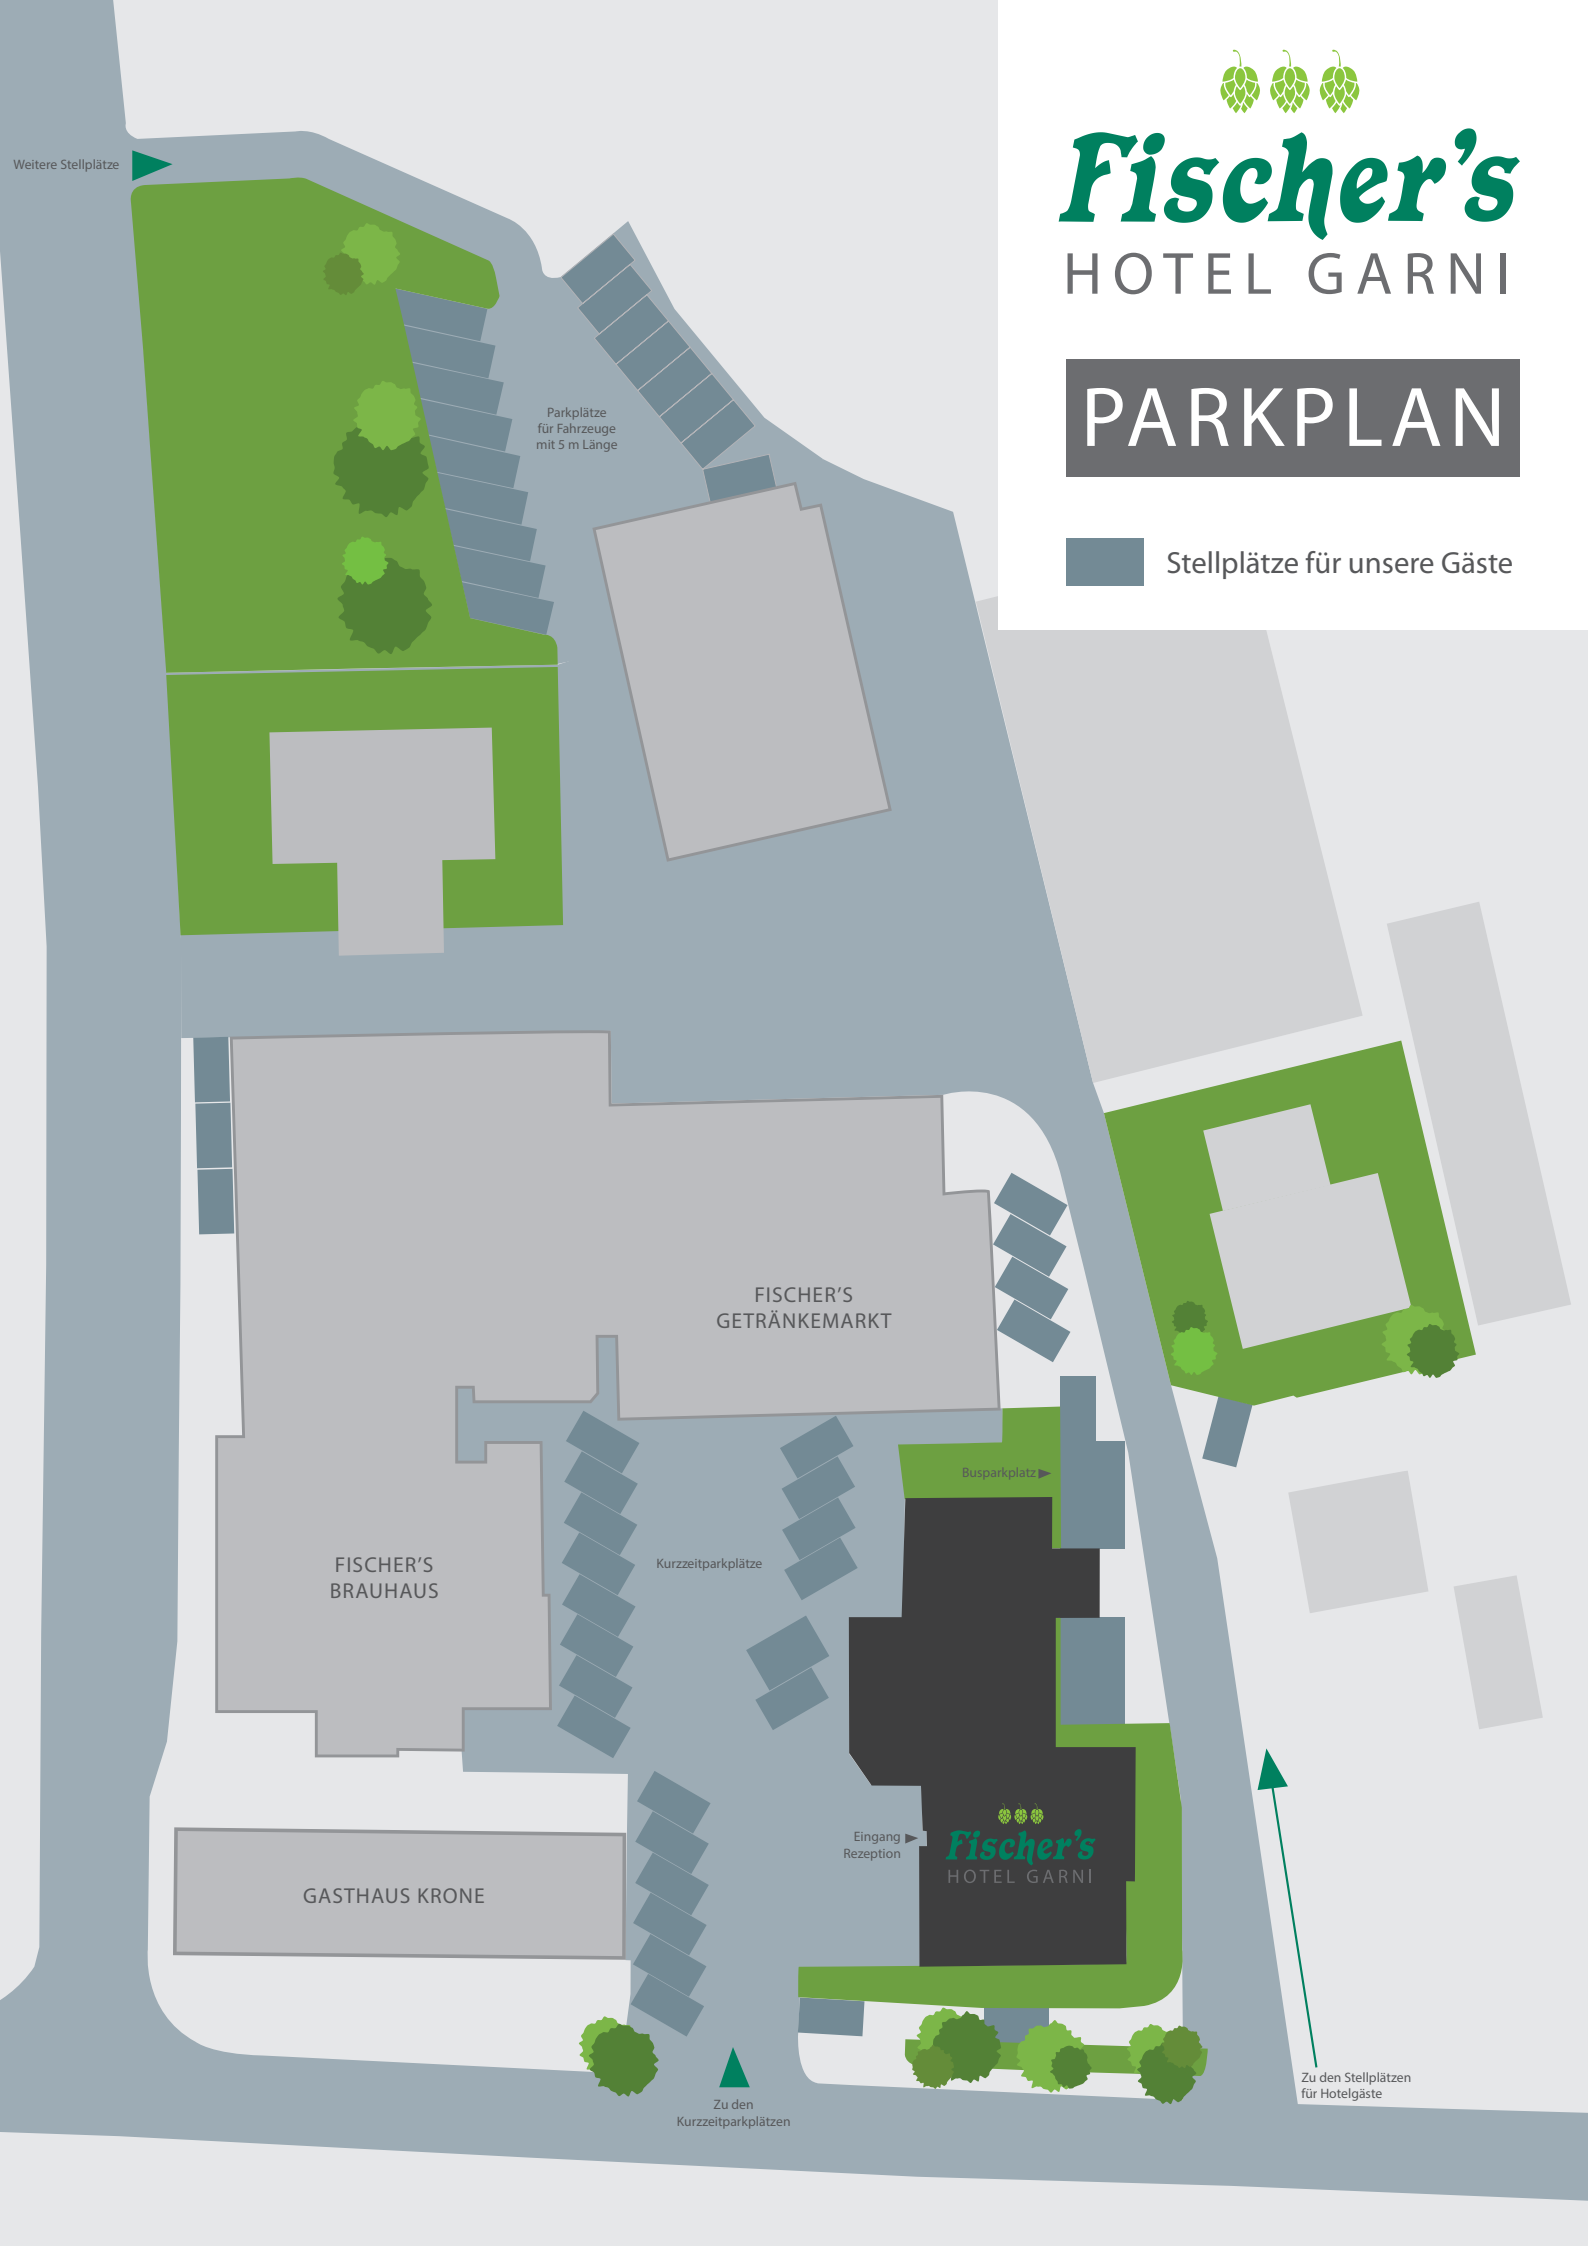 Fischer's
HOTEL GARNI
PARKPLAN
Stellplätze für unsere Gäste
Weitere Stellplätze
Parkplätze
für Fahrzeuge
mit 5 m Länge
FISCHER'S
GETRÄNKEMARKT
Busparkplatz
FISCHER'S
BRAUHAUS
Kurzzeitparkplätze
Eingang
Rezeption
Fischer's
HOTEL GARNI
GASTHAUS KRONE
Zu den Stellplätzen
für Hotelgäste
Zu den
Kurzzeitparkplätzen